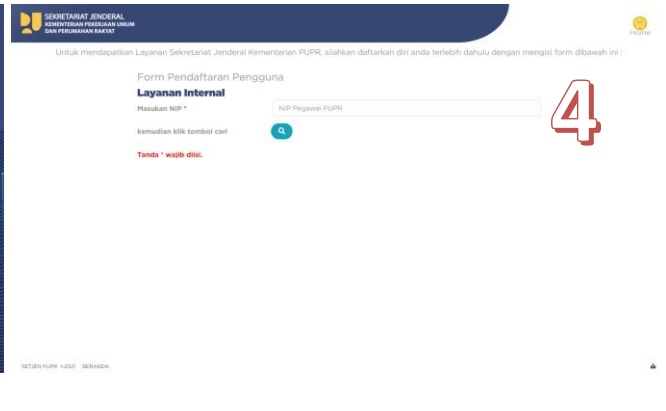 SEKRETARIAT JENDERAL
KEMENTERIAN PEKERJAAN UMUM
DAN PERUMAHAN RAKYAT
Home
Untuk mendapatkan Layanan Sekretariat Jenderal Kementerian PUPR, silahkan daftarkan diri anda terlebih dahulu dengan mengisi form dibawah ini :
Form Pendaftaran Pengguna
Layanan Internal
Masukan NIP *
NIP Pegawai PUPR
4
kemudian klik tombol cari
Tanda * wajib diisi.
SETJEN PUPR ©2021 BERANDA